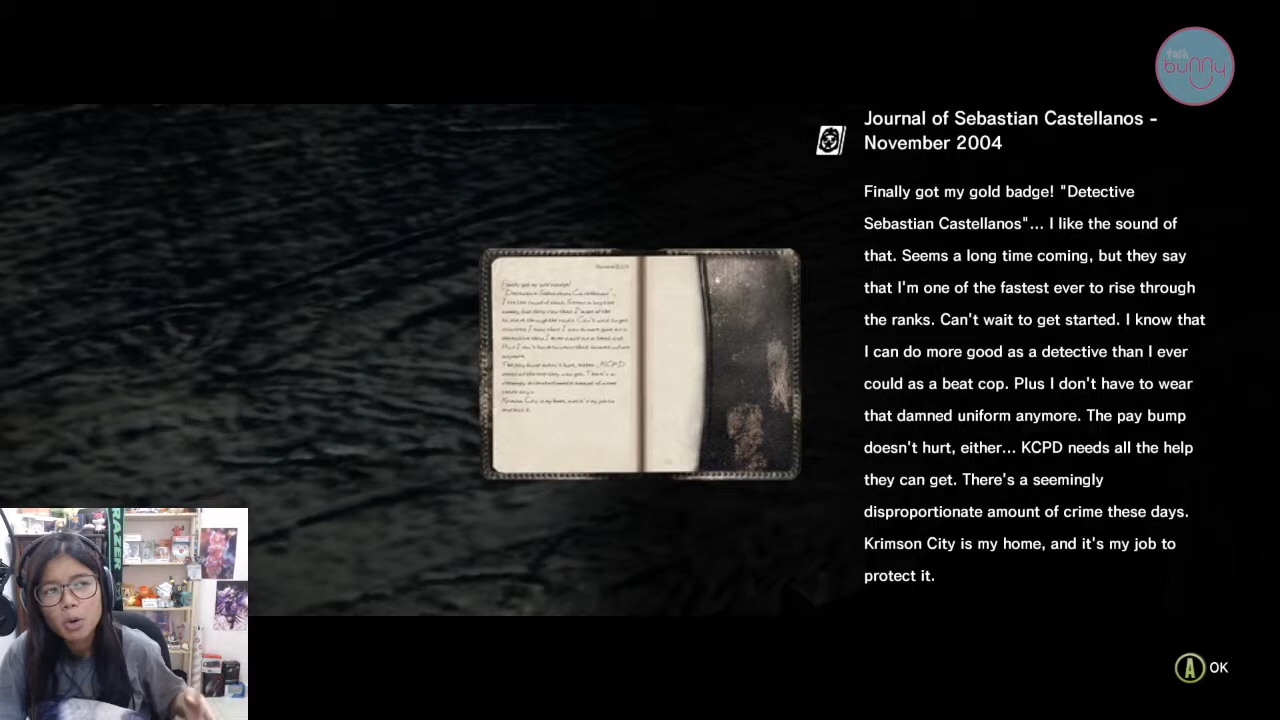 talk
bunny
Journal of Sebastian Castellanos -
November 2004
Finally got my gold badge! "Detective
Sebastian Castellanos"... I like the sound of
that. Seems a long time coming, but they say
that I'm one of the fastest ever to rise through
the ranks. Can't wait to get started. I know that
I can do more good as a detective than I ever
could as a beat cop. Plus I don't have to wear
that damned uniform anymore. The pay bump
doesn't hurt, either... KCPD needs all the help
they can get. There's a seemingly
disproportionate amount of crime these days.
Krimson City is my home, and it's my job to
protect it.
RAZER
A OK